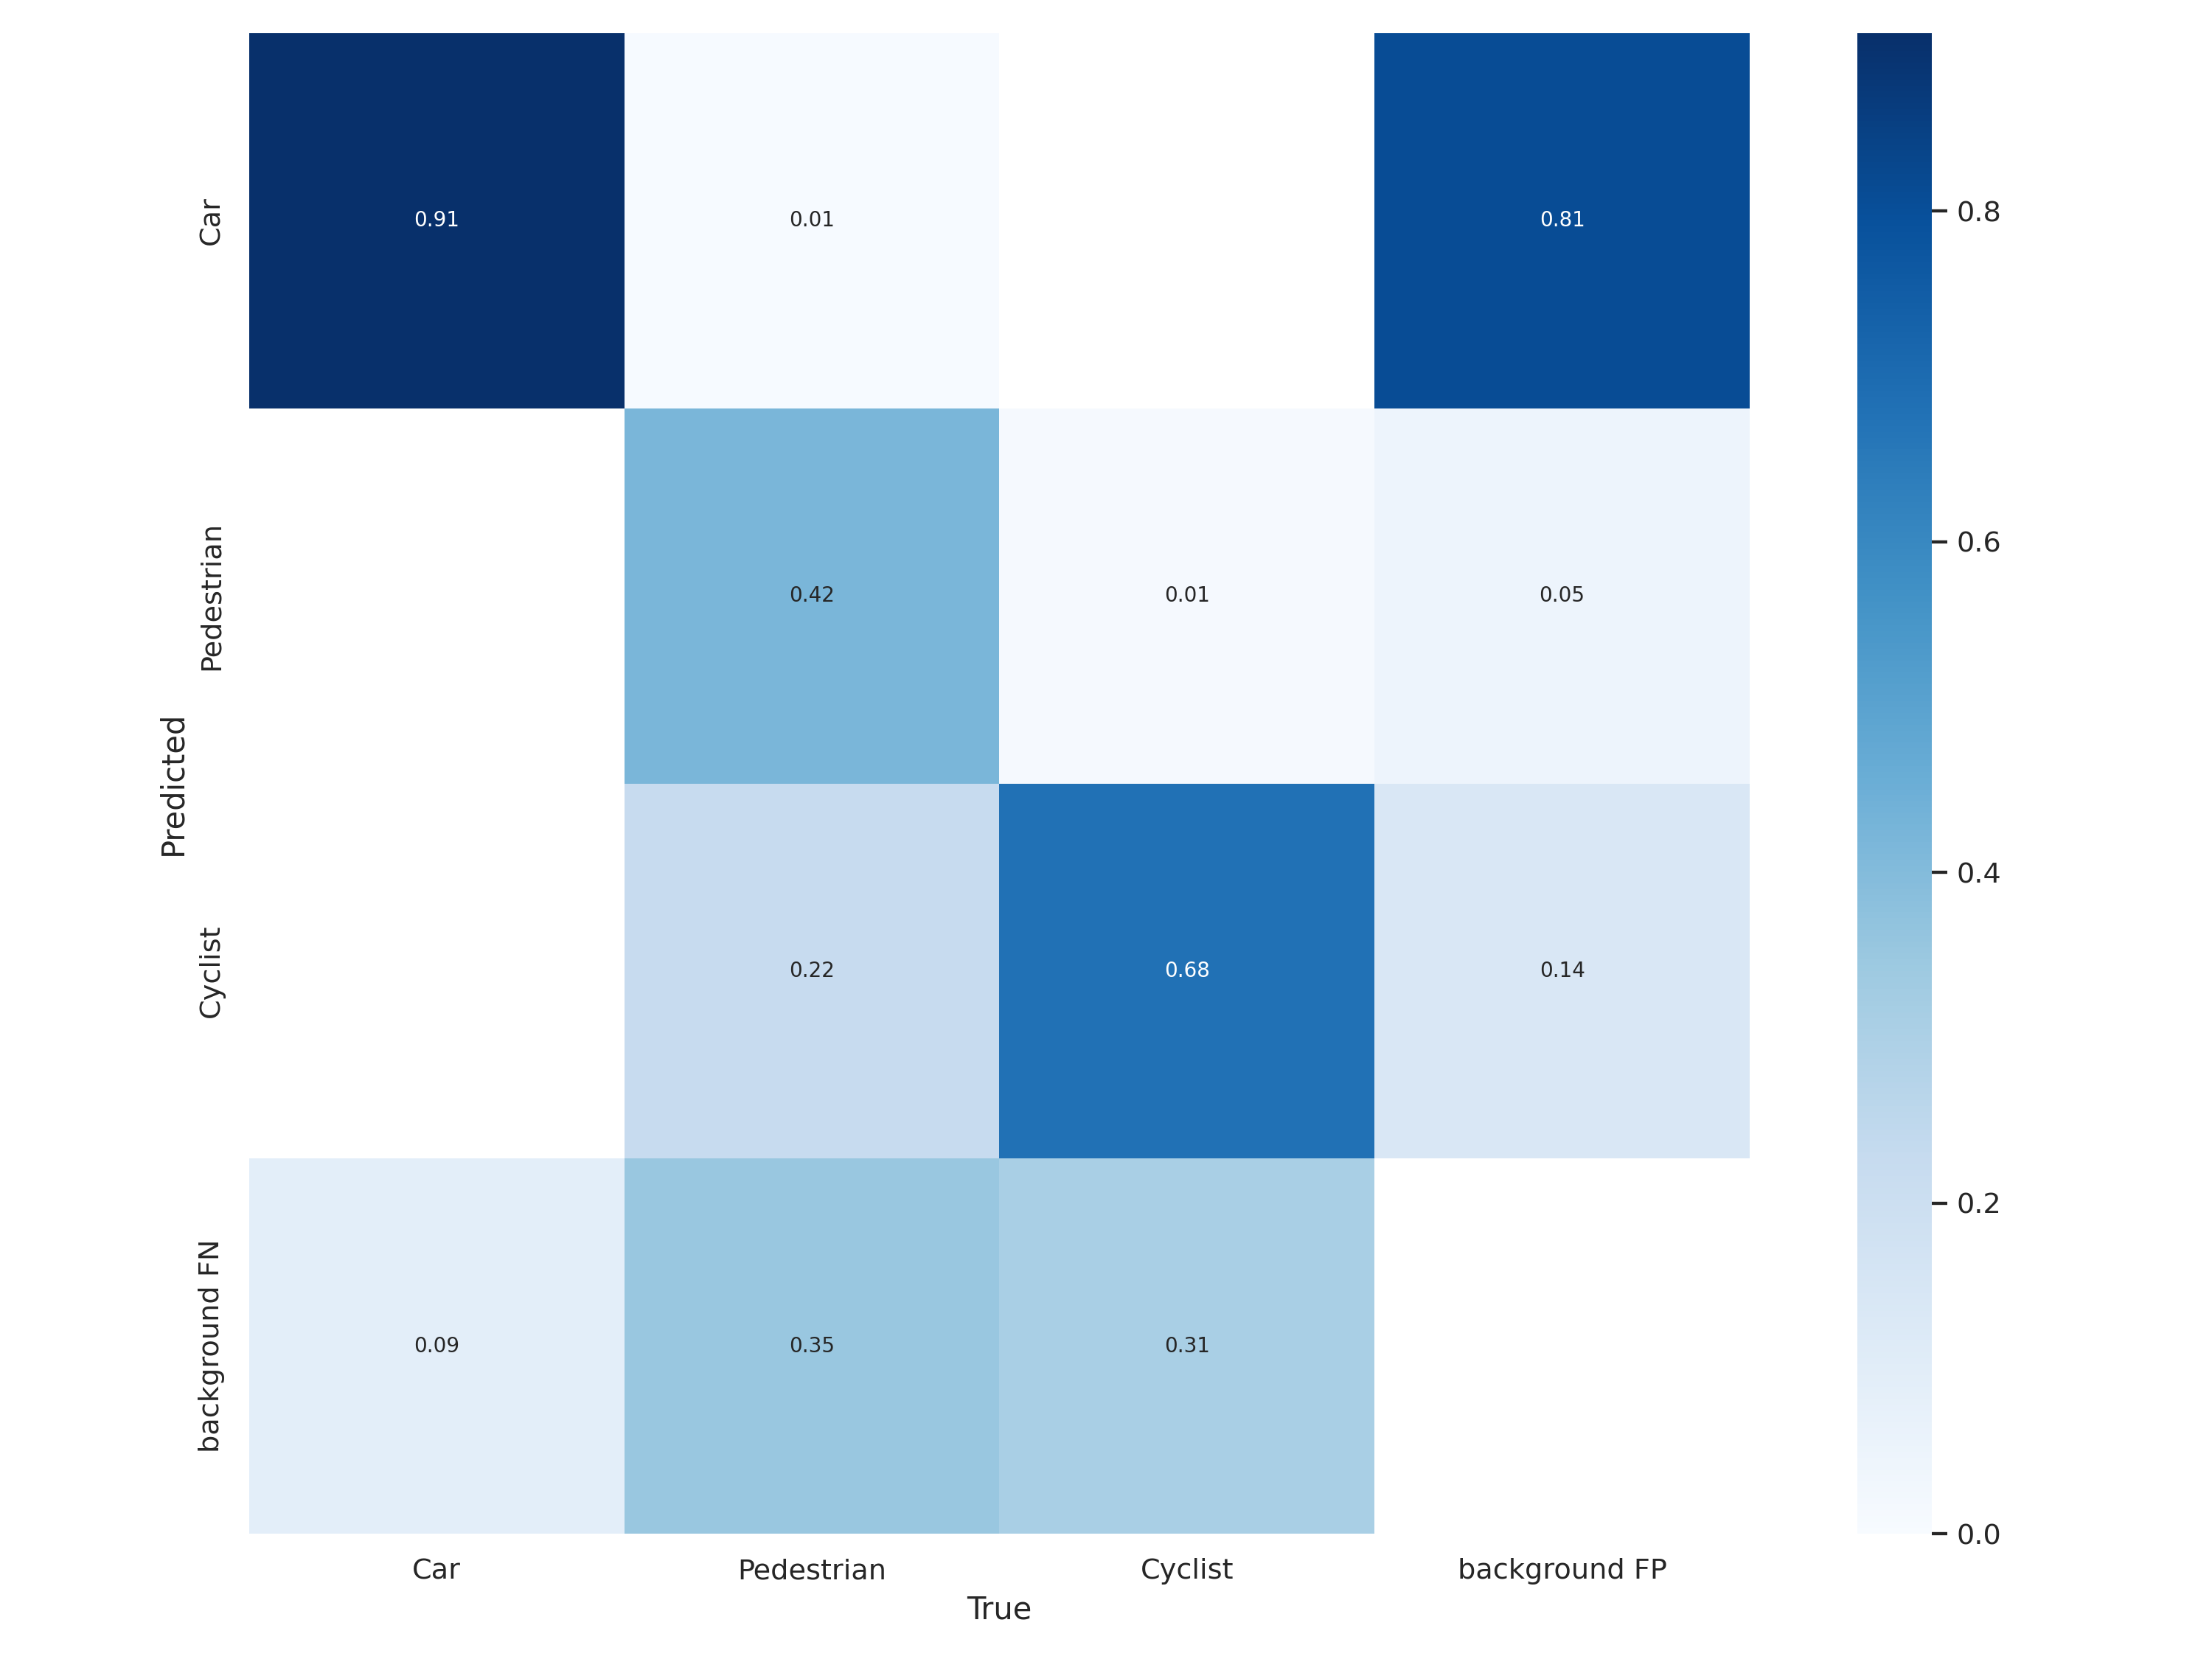 Car
0.91
0.01
0.81
0.8
Pedestrian
0.42
0.01
0.05
0.6
Predicted
Cyclist
0.22
0.68
0.14
0.4
background FN
0.09
0.35
0.31
0.2
0.0
Car
Pedestrian
Cyclist
background FP
True